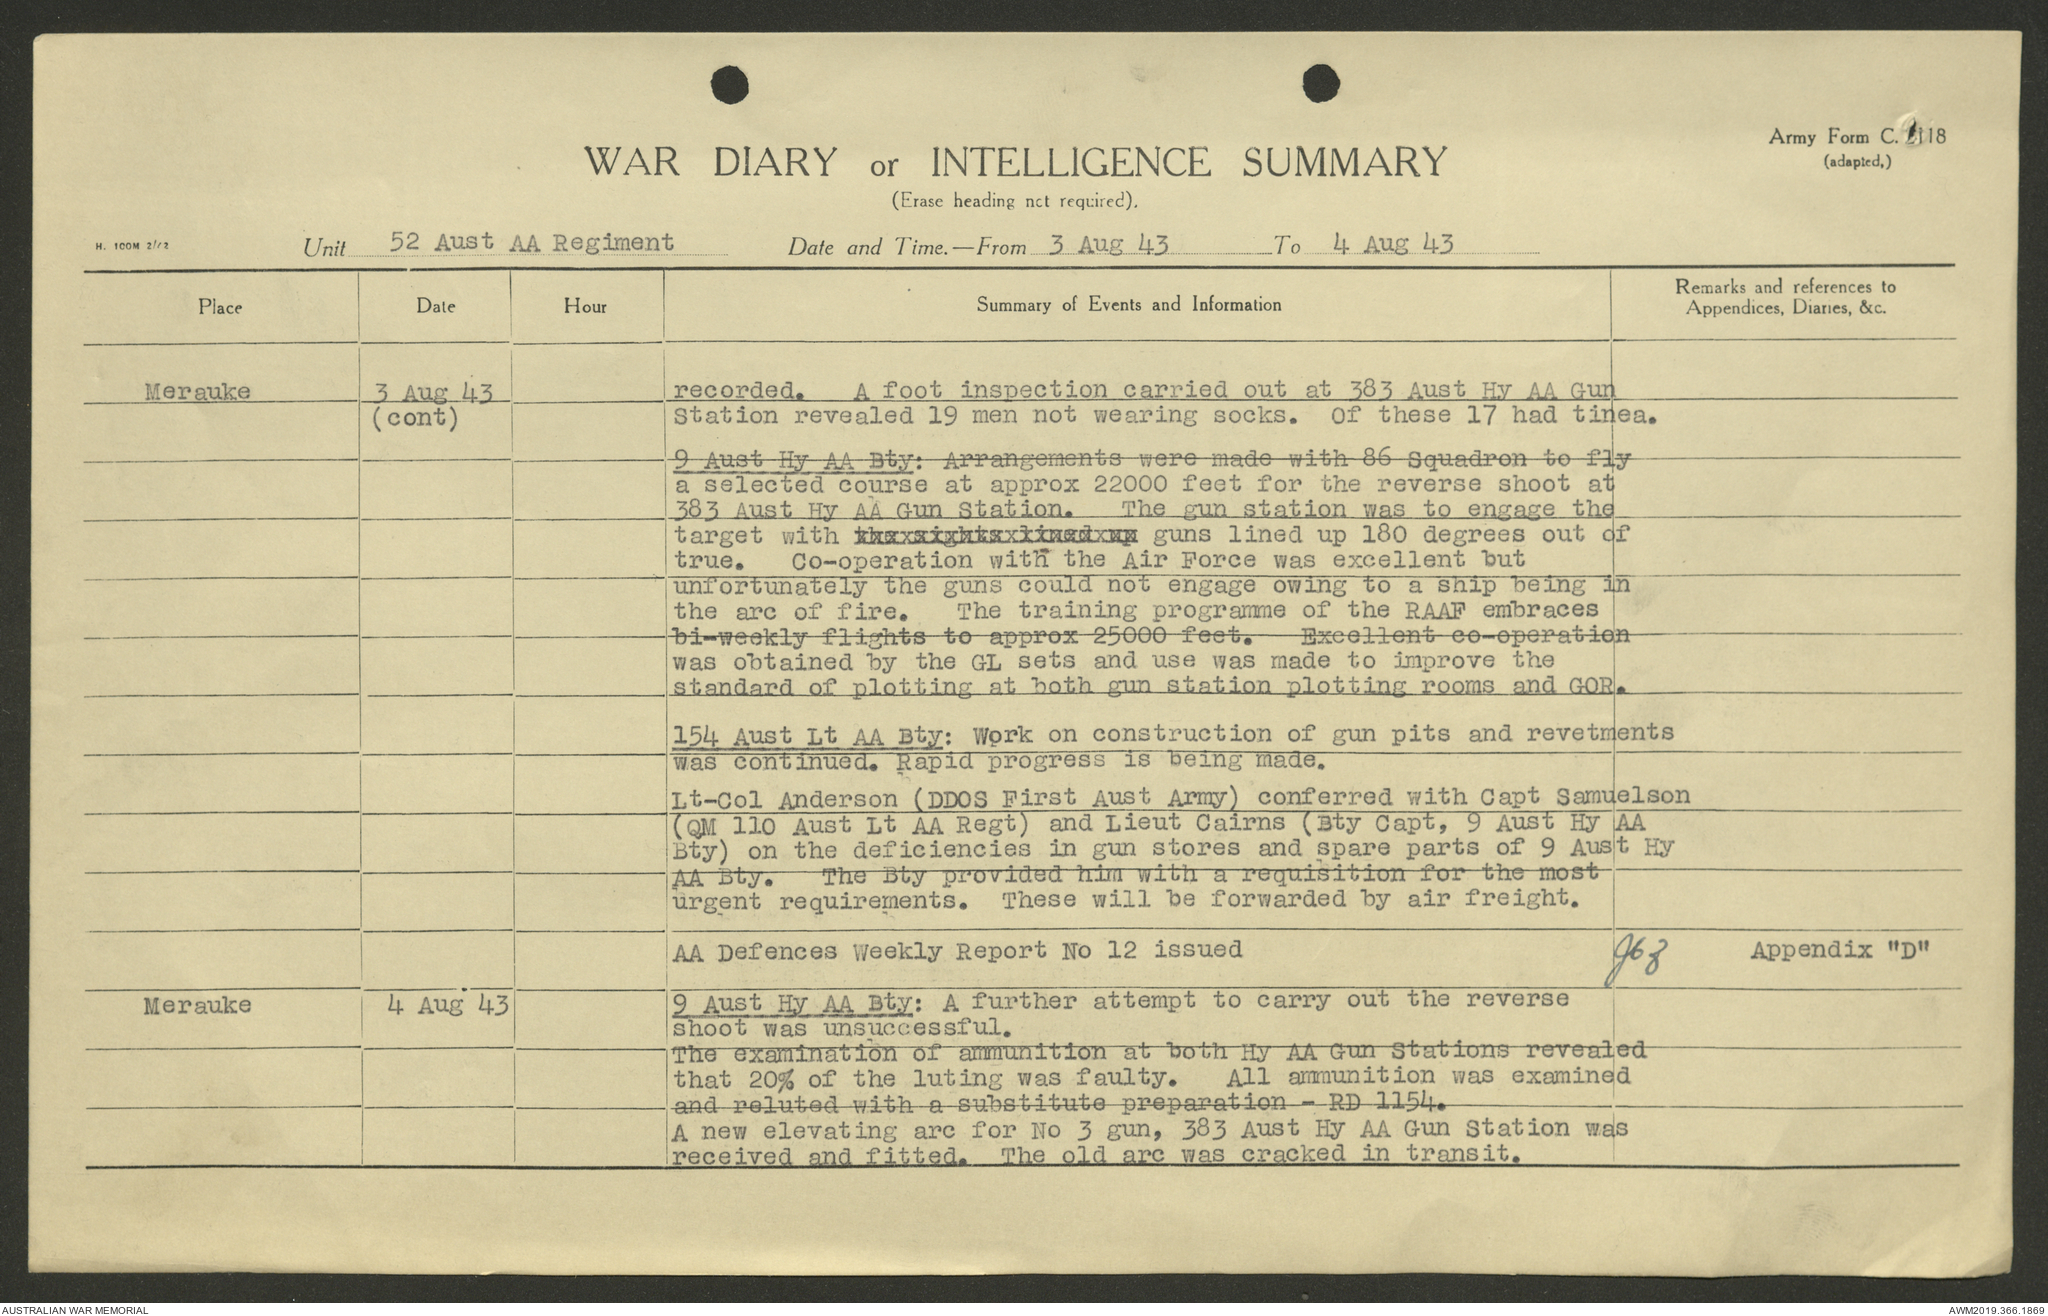 Army Form C. 2118
(adapted,)
WAR DIARY or INTELLIGENCE SUMMARY
(Erase heading not required).
H. 100M 2/42
Unit 52 Aust AA Regiment Date and Time.—From 3 Aug 43 To 4 Aug 43
Place Date Hour Summary of Events and Information Remarks and references to
Appendices, Diaries, &c.
Merauke 3 Aug 43 recorded. A foot inspection carried out at 383 Aust Hy AA Gun
(cont) Station revealed 19 men not wearing socks. Of these 17 had tinea.
9 Aust Hy AA Bty: Arrangements were made with 86 Squadron to fly
a selected course at approx 22000 feet for the reverse shoot at
383 Aust Hy AA Gun Station. The gun station was to engage the
target with the sights lined up guns lined up 180 degrees out of
true. Co-operation with the Air Force was excellent but
unfortunately the guns could not engage owing to a ship being in
the arc of fire. The training programme of the RAAF embraces
bi-weekly flights to approx 25000 feet. Excellent co-operation
was obtained by the GL sets and use was made to improve the
standard of plotting at both gun station plotting rooms and GOR.
154 Aust Lt AA Bty: Work on construction of gun pits and revetments
was continued. Rapid progress is being made.
Lt-Col Anderson (DDOS First Aust Army) conferred with Capt Samuelson
(QM 110 Aust Lt AA Regt) and Lieut Cairns (Bty Capt, 9 Aust Hy AA
Bty) on the deficiencies in gun stores and spare parts of 9 Aust Hy
AA Bty. The Bty provided him with a requisition for the most
urgent requirements. These will be forwarded by air freight.
AA Defences Weekly Report No 12 issued Appendix "D"
Merauke 4 Aug 43 9 Aust Hy AA Bty: A further attempt to carry out the reverse
shoot was unsuccessful.
The examination of ammunition at both Hy AA Gun Stations revealed
that 20% of the luting was faulty. All ammunition was examined
and reluted with a substitute preparation - RD 1154.
A new elevating arc for No 3 gun, 383 Aust Hy AA Gun Station was
received and fitted. The old arc was cracked in transit.
AUSTRALIAN WAR MEMORIAL AWM2019.366.1869